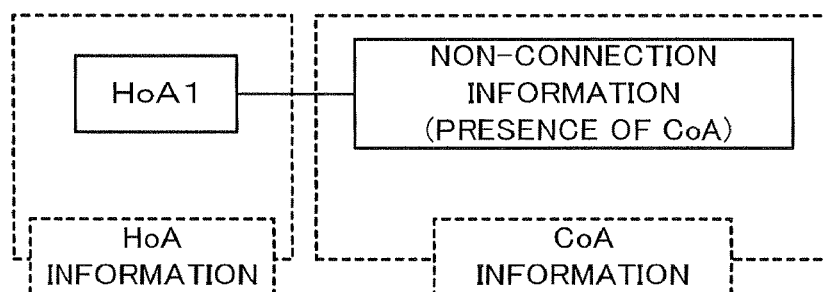 HoA1
NON-CONNECTION
INFORMATION
(PRESENCE OF CoA)
HoA
INFORMATION
CoA
INFORMATION